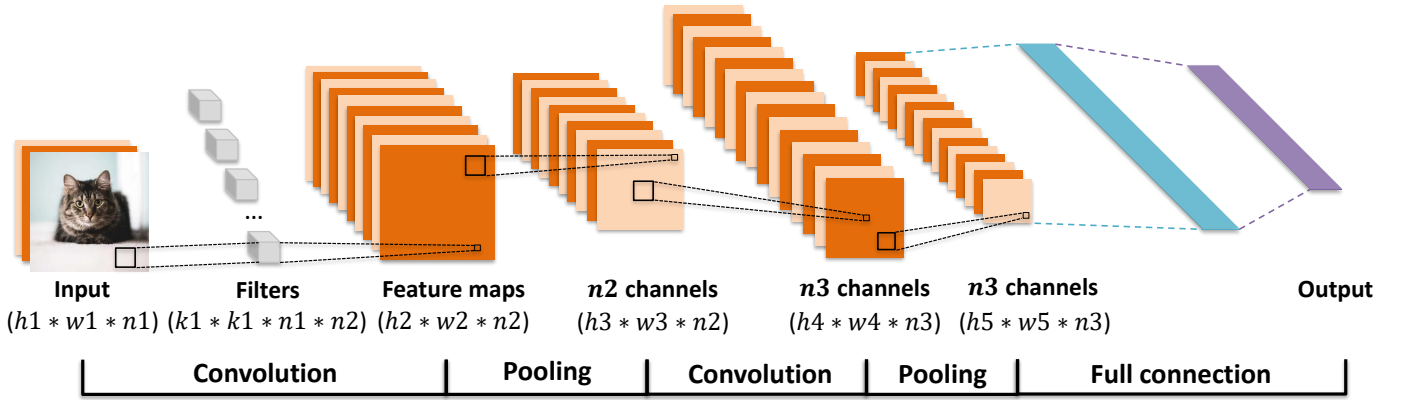 ...
Input
Filters
Feature maps
n2 channels
n3 channels
n3 channels
Output
(h1 * w1 * n1)
(k1 * k1 * n1 * n2)
(h2 * w2 * n2)
(h3 * w3 * n2)
(h4 * w4 * n3)
(h5 * w5 * n3)
Convolution
Pooling
Convolution
Pooling
Full connection